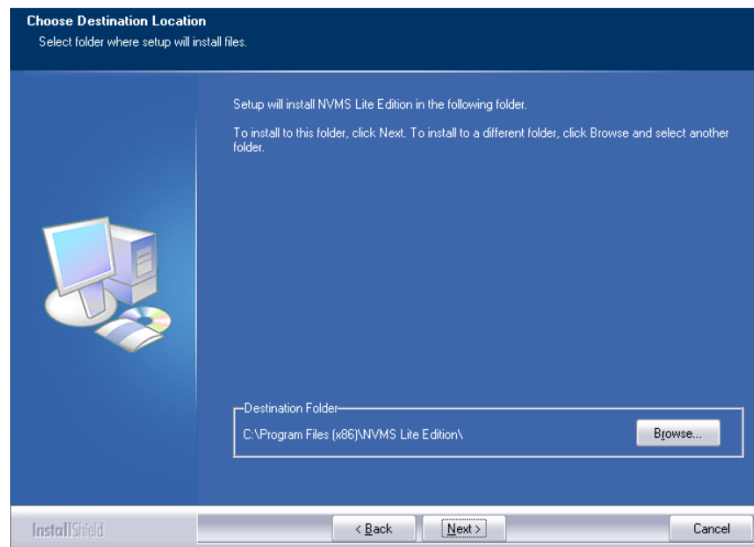 Choose Destination Location
Select folder where setup will install files.
Setup will install NVMS Lite Edition in the following folder.
To install to this folder, click Next. To install to a different folder, click Browse and select another
folder.
Destination Folder
C:\Program Files (x86)\NVMS Lite Edition\
Browse...
InstallShield
< Back
Next >
Cancel